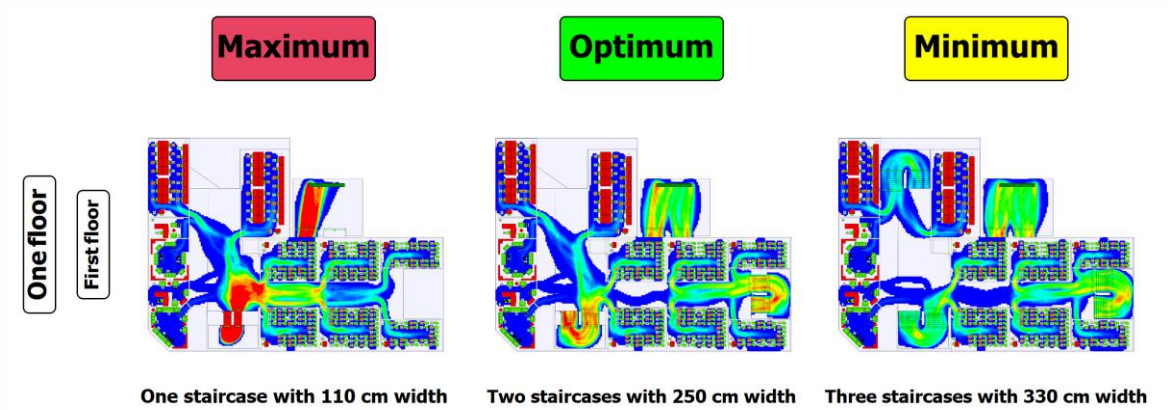 Maximum
Optimum
Minimum
One floor
First floor
One staircase with 110 cm width
Two staircases with 250 cm width
Three staircases with 330 cm width